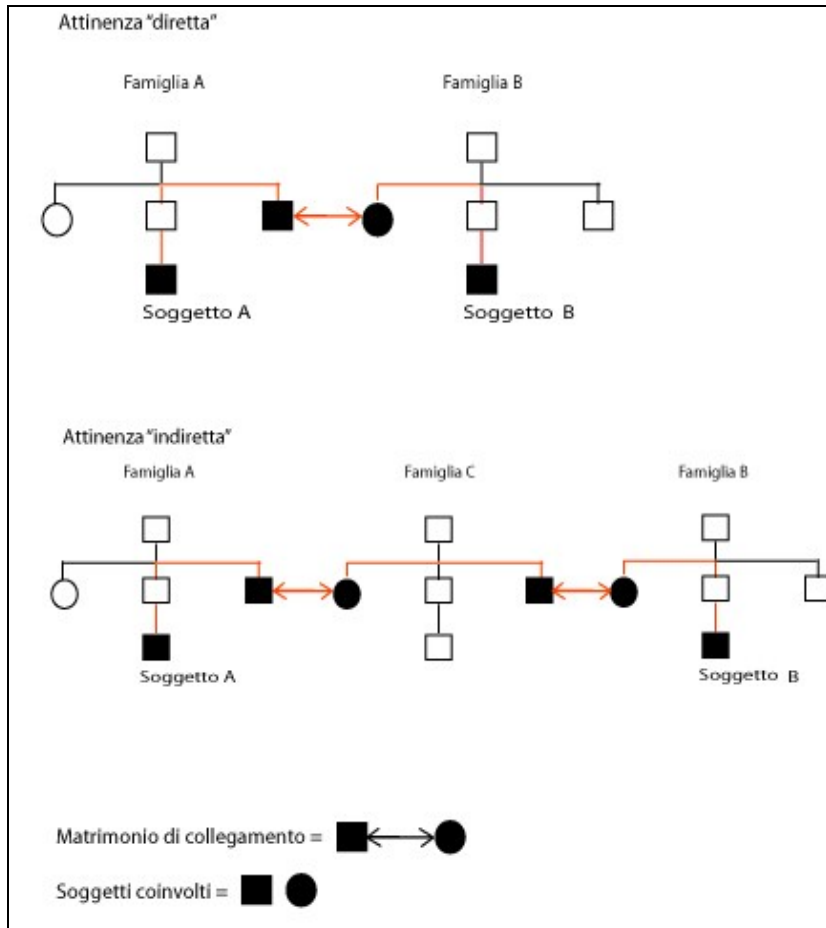 Attinenza "diretta"
Famiglia A Famiglia B
Soggetto A Soggetto B
Attinenza "indiretta"
Famiglia A Famiglia C Famiglia B
Soggetto A Soggetto B
Matrimonio di collegamento =
Soggetti coinvolti =